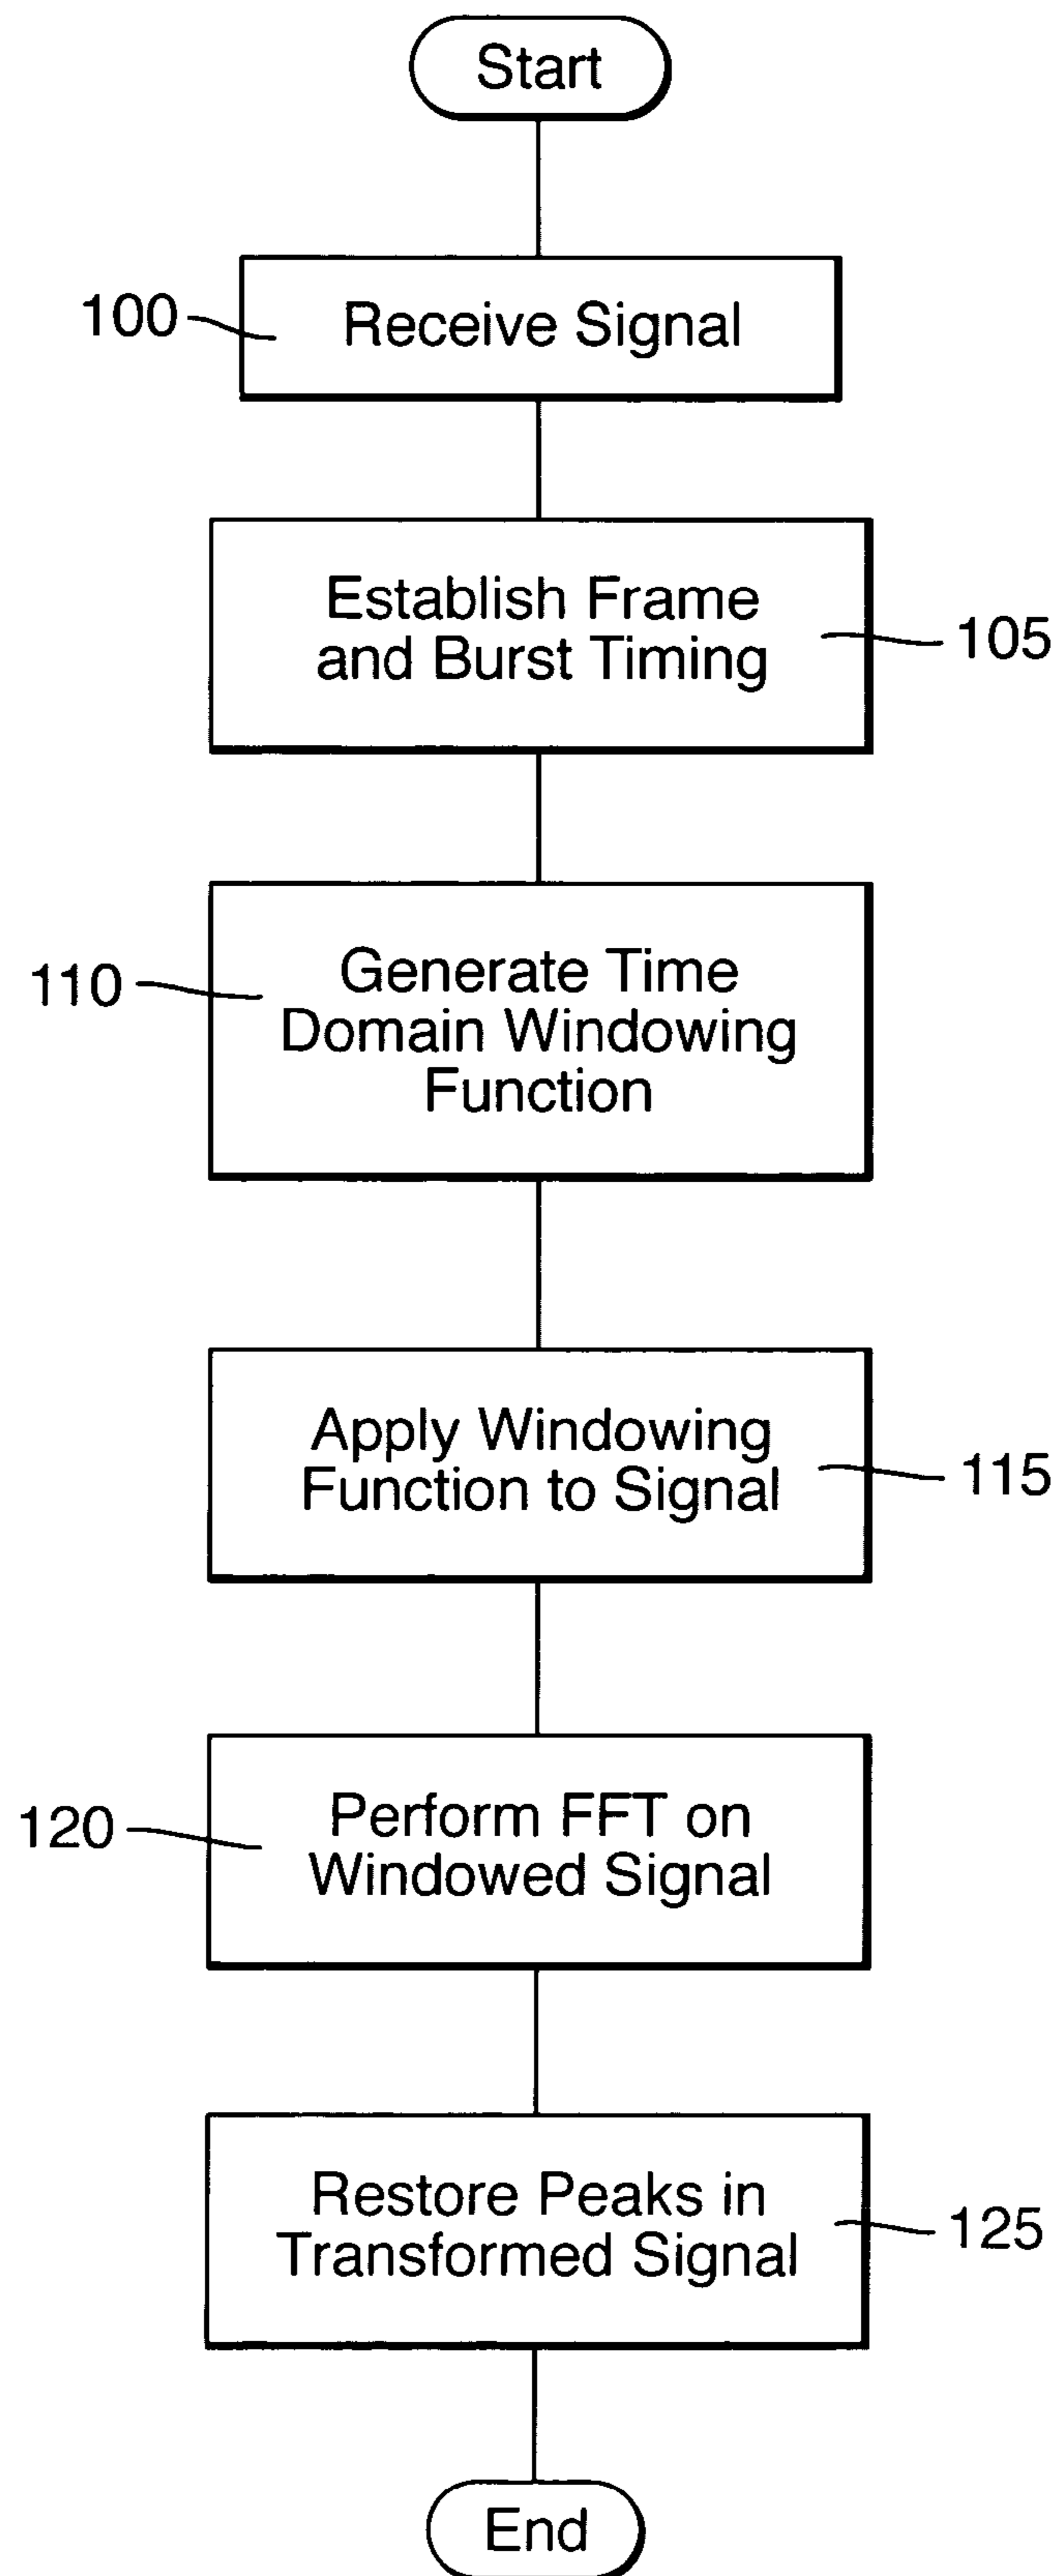 Start
100
Receive Signal
Establish Frame
and Burst Timing
105
110
Generate Time
Domain Windowing
Function
Apply Windowing
Function to Signal
115
120
Perform FFT on
Windowed Signal
Restore Peaks in
Transformed Signal
125
End